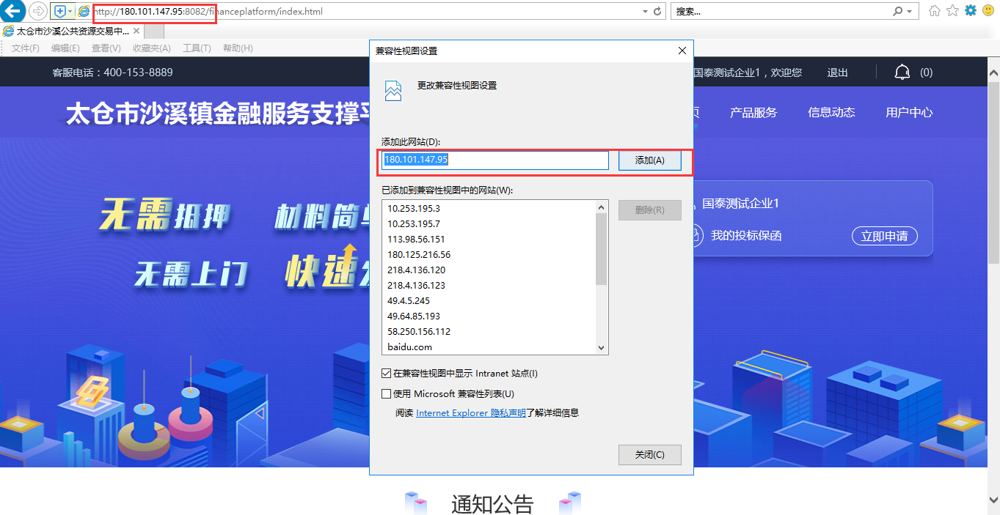 http://180.101.147.95:8082/financeplatform/index.html
搜索...
太仓市沙溪公共资源交易中...
文件(F) 编辑(E) 查看(V) 收藏夹(A) 工具(T) 帮助(H)
客服电话：400-153-8889
国泰测试企业1，欢迎您 退出 (0)
太仓市沙溪镇金融服务支撑平
页 产品服务 信息动态 用户中心
无需抵押 材料简单
无需上门 快速
国泰测试企业1
我的投标保函 立即申请
兼容性视图设置
更改兼容性视图设置
添加此网站(D):
180.101.147.95 添加(A)
已添加到兼容性视图中的网站(W):
10.253.195.3 删除(R)
10.253.195.7
113.98.56.151
180.125.216.56
218.4.136.120
218.4.136.123
49.4.5.245
49.64.85.193
58.250.156.112
baidu.com
在兼容性视图中显示 Intranet 站点(I)
使用 Microsoft 兼容性列表(U)
阅读 Internet Explorer 隐私声明了解详细信息
关闭(C)
通知公告